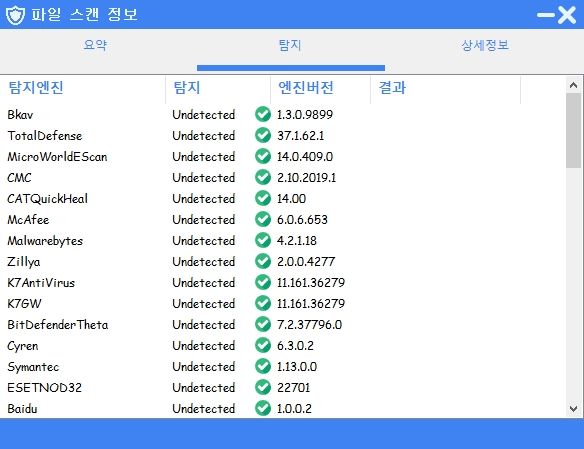 파일 스캔 정보
요약 탐지 상세정보
탐지엔진 탐지 엔진버전 결과
Bkav Undetected 1.3.0.9899
TotalDefense Undetected 37.1.62.1
MicroWorldEScan Undetected 14.0.409.0
CMC Undetected 2.10.2019.1
CATQuickHeal Undetected 14.00
McAfee Undetected 6.0.6.653
Malwarebytes Undetected 4.2.1.18
Zillya Undetected 2.0.0.4277
K7AntiVirus Undetected 11.161.36279
K7GW Undetected 11.161.36279
BitDefenderTheta Undetected 7.2.37796.0
Cyren Undetected 6.3.0.2
Symantec Undetected 1.13.0.0
ESETNOD32 Undetected 22701
Baidu Undetected 1.0.0.2